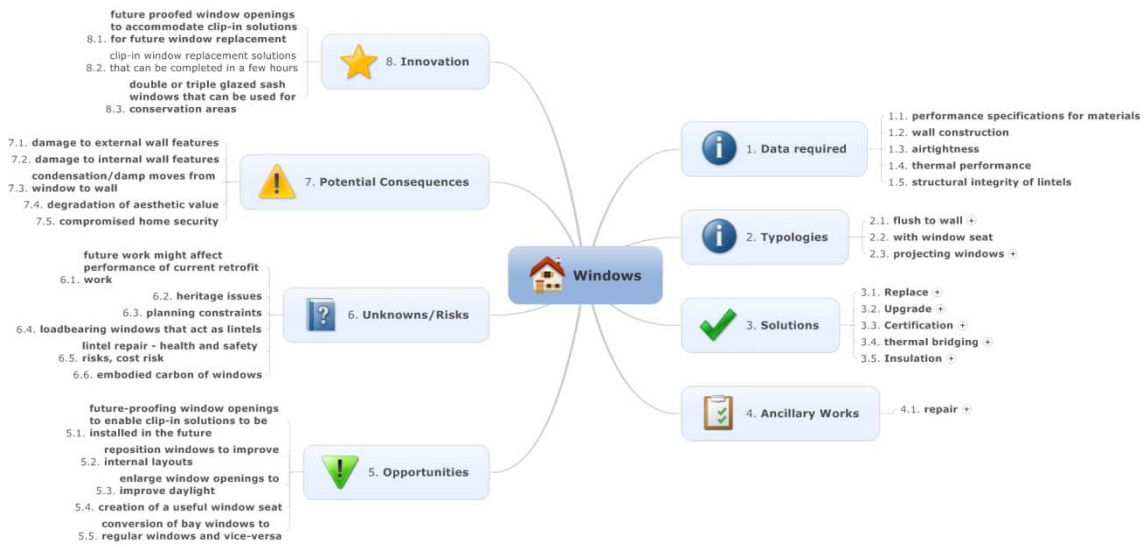 future proofed window openings
to accommodate clip-in solutions
8.1. for future window replacement
clip-in window replacement solutions
8.2. that can be completed in a few hours
double or triple glazed sash
windows that can be used for
8.3. conservation areas
8. Innovation
7.1. damage to external wall features
7.2. damage to internal wall features
condensation/damp moves from
7.3. window to wall
7.4. degradation of aesthetic value
7.5. compromised home security
7. Potential Consequences
future work might affect
performance of current retrofit
6.1. work
6.2. heritage issues
6.3. planning constraints
6.4. loadbearing windows that act as lintels
lintel repair - health and safety
6.5. risks, cost risk
6.6. embodied carbon of windows
6. Unknowns/Risks
future-proofing window openings
to enable clip-in solutions to be
5.1. installed in the future
reposition windows to improve
5.2. internal layouts
enlarge window openings to
5.3. improve daylight
5.4. creation of a useful window seat
conversion of bay windows to
5.5. regular windows and vice-versa
5. Opportunities
Windows
1. Data required
1.1. performance specifications for materials
1.2. wall construction
1.3. airtightness
1.4. thermal performance
1.5. structural integrity of lintels
2. Typologies
2.1. flush to wall
2.2. with window seat
2.3. projecting windows
3. Solutions
3.1. Replace
3.2. Upgrade
3.3. Certification
3.4. thermal bridging
3.5. Insulation
4. Ancillary Works
4.1. repair